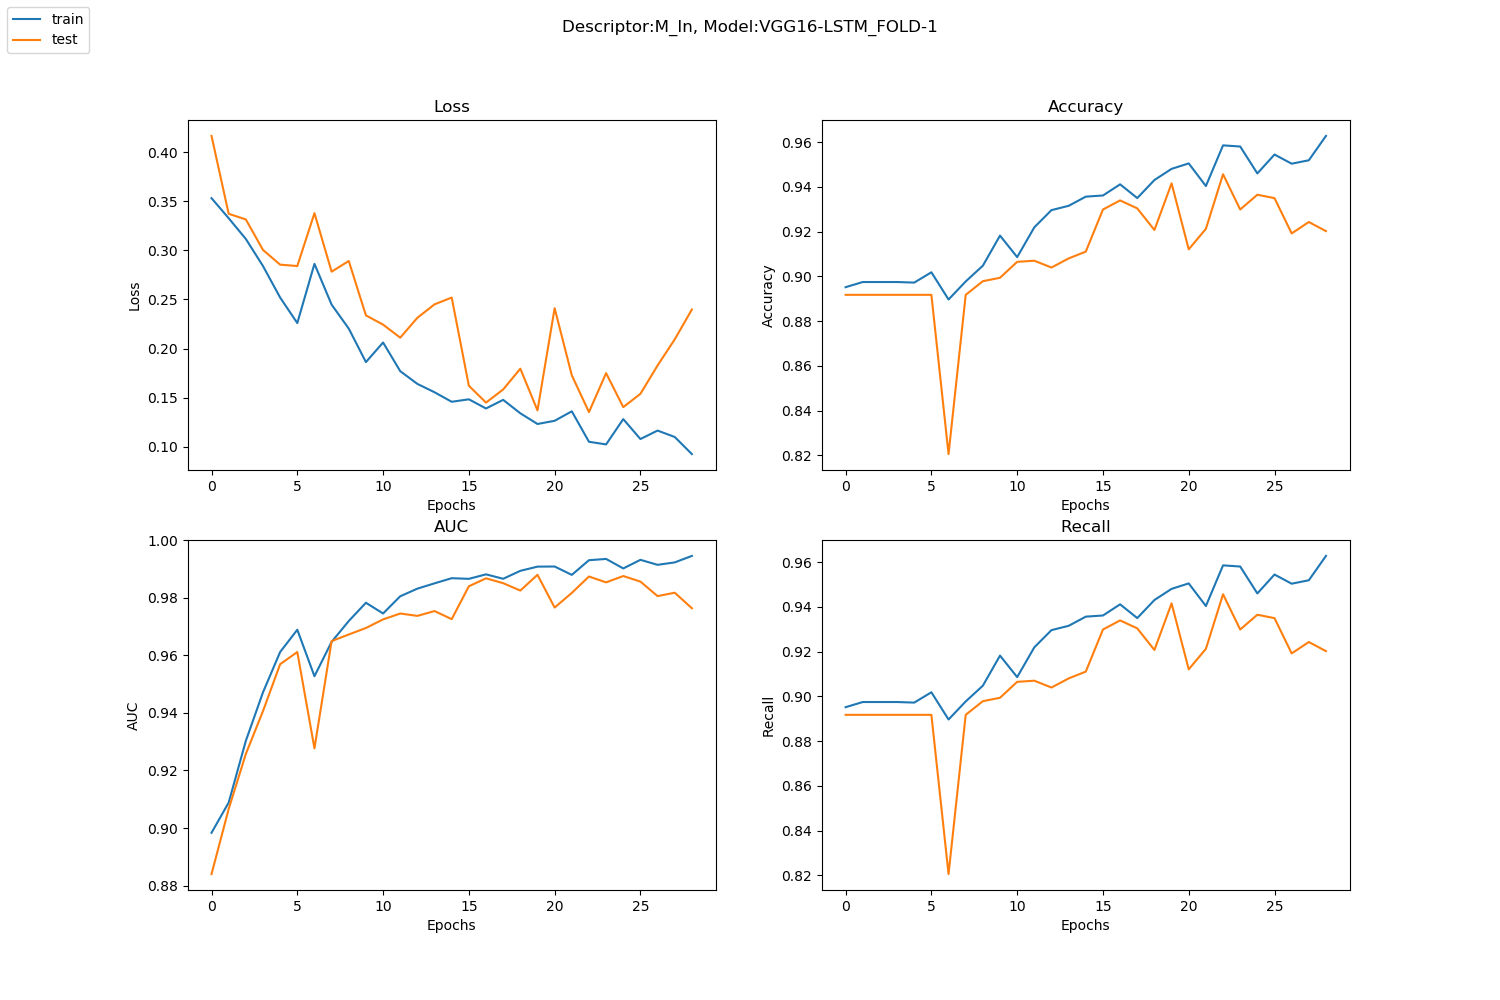 train
test
Descriptor:M_In, Model:VGG16-LSTM_FOLD-1
Loss
Loss
0.40
0.35
0.30
0.25
0.20
0.15
0.10
0 5 10 15 20 25
Epochs
Accuracy
Accuracy
0.96
0.94
0.92
0.90
0.88
0.86
0.84
0.82
0 5 10 15 20 25
Epochs
AUC
AUC
1.00
0.98
0.96
0.94
0.92
0.90
0.88
0 5 10 15 20 25
Epochs
Recall
Recall
0.96
0.94
0.92
0.90
0.88
0.86
0.84
0.82
0 5 10 15 20 25
Epochs